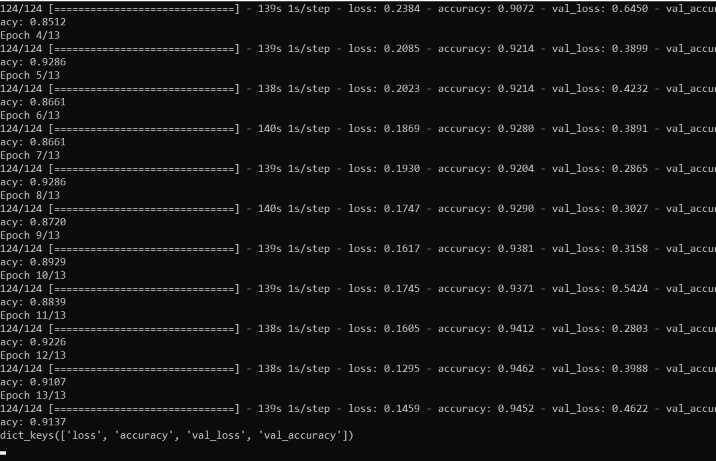 124/124 [==============================] - 139s 1s/step - loss: 0.2384 - accuracy: 0.9072 - val_loss: 0.6450 - val_accur
acy: 0.8512
Epoch 4/13
124/124 [==============================] - 139s 1s/step - loss: 0.2085 - accuracy: 0.9214 - val_loss: 0.3899 - val_accur
acy: 0.9286
Epoch 5/13
124/124 [==============================] - 138s 1s/step - loss: 0.2023 - accuracy: 0.9214 - val_loss: 0.4232 - val_accur
acy: 0.8661
Epoch 6/13
124/124 [==============================] - 140s 1s/step - loss: 0.1869 - accuracy: 0.9280 - val_loss: 0.3891 - val_accur
acy: 0.8661
Epoch 7/13
124/124 [==============================] - 139s 1s/step - loss: 0.1930 - accuracy: 0.9204 - val_loss: 0.2865 - val_accur
acy: 0.9286
Epoch 8/13
124/124 [==============================] - 140s 1s/step - loss: 0.1747 - accuracy: 0.9290 - val_loss: 0.3027 - val_accur
acy: 0.8720
Epoch 9/13
124/124 [==============================] - 139s 1s/step - loss: 0.1617 - accuracy: 0.9381 - val_loss: 0.3158 - val_accur
acy: 0.8929
Epoch 10/13
124/124 [==============================] - 139s 1s/step - loss: 0.1745 - accuracy: 0.9371 - val_loss: 0.5424 - val_accur
acy: 0.8839
Epoch 11/13
124/124 [==============================] - 138s 1s/step - loss: 0.1605 - accuracy: 0.9412 - val_loss: 0.2803 - val_accur
acy: 0.9226
Epoch 12/13
124/124 [==============================] - 138s 1s/step - loss: 0.1295 - accuracy: 0.9462 - val_loss: 0.3988 - val_accur
acy: 0.9107
Epoch 13/13
124/124 [==============================] - 139s 1s/step - loss: 0.1459 - accuracy: 0.9452 - val_loss: 0.4622 - val_accur
acy: 0.9137
dict_keys(['loss', 'accuracy', 'val_loss', 'val_accuracy'])